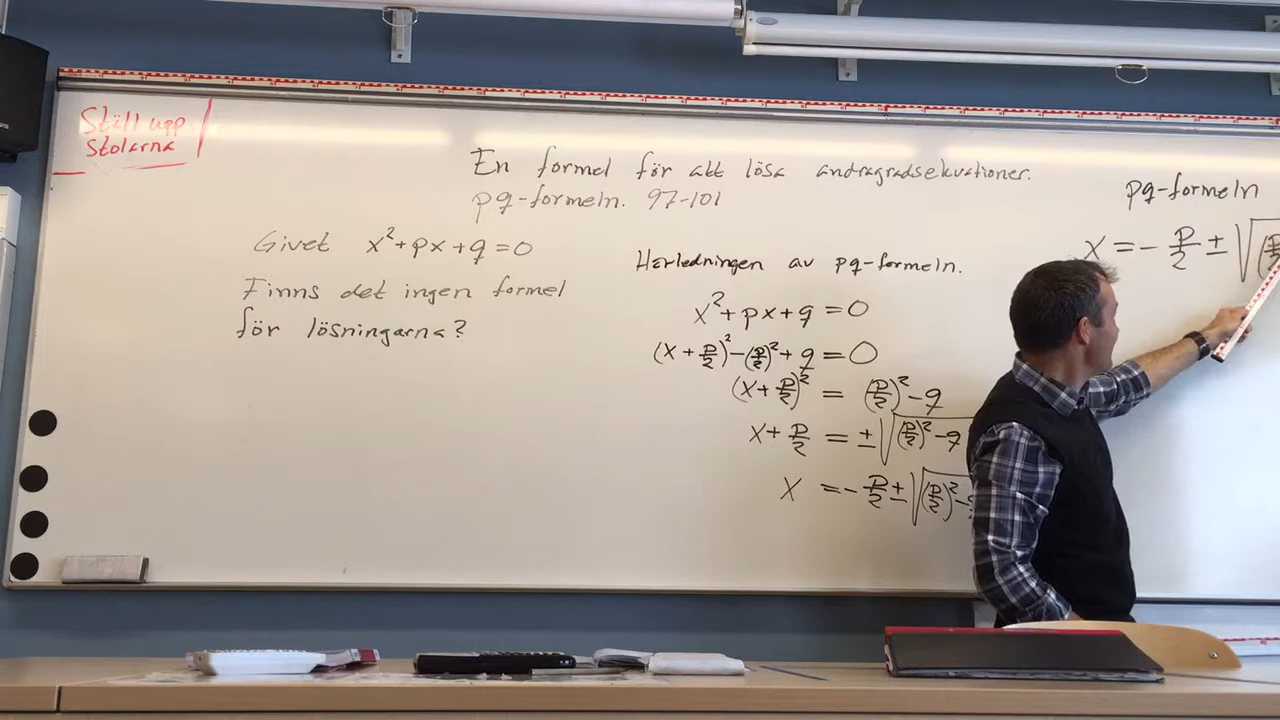 Ställ upp
stolarna
En formel för att lösa andragradsekvationer.
pq-formeln. 97-101
Givet x²+px+q=0
Finns det ingen formel
för lösningarna?
Härledningen av pq-formeln.
x²+px+q=0
(x+p/2)²-(p/2)²+q=0
(x+p/2)²=(p/2)²-q
x+p/2=±√(p/2)²-q
x=-p/2±√(p/2)²-
pq-formeln
x=-p/2±√(p/2